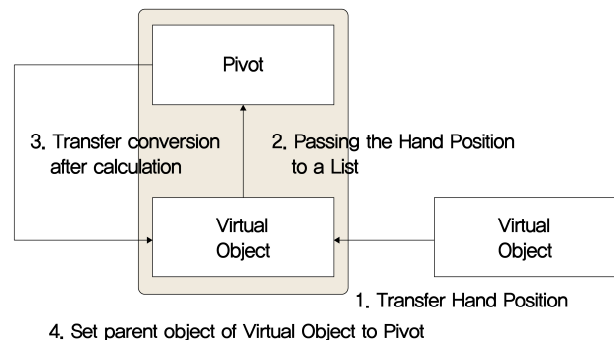 Pivot
3. Transfer conversion
after calculation
2. Passing the Hand Position
to a List
Virtual
Object
Virtual
Object
1. Transfer Hand Position
4. Set parent object of Virtual Object to Pivot